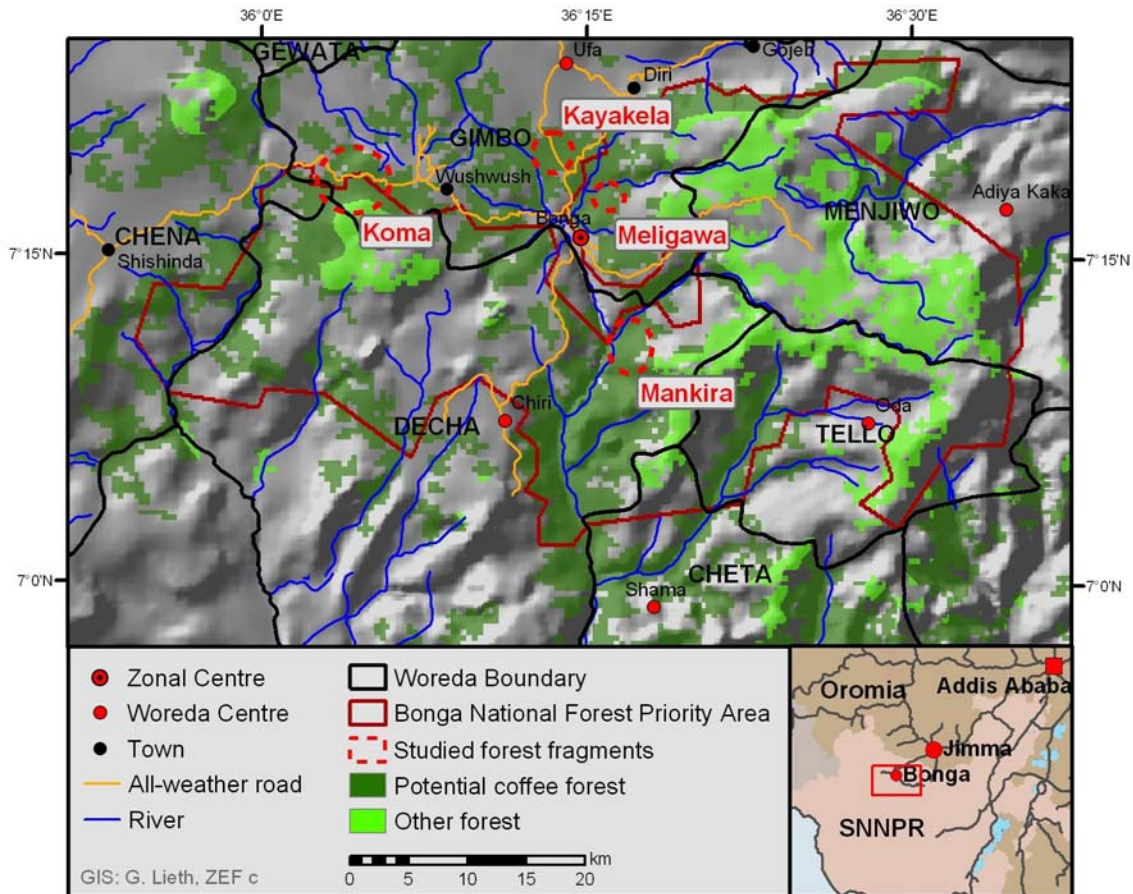 36°0'E 36°15'E 36°30'E
GEWATA
Ufa
Gojeb
Diri
Kayakela
GIMBO
Wushwush
Adiya Kaka
MENJIWO
Bonga
Koma
Meligawa
CHENA
7°15'N 7°15'N
Shishinda
Mankira
Chiri
DECHA
Oda
TELLO
7°0'N 7°0'N
CHETA
Shama
Zonal Centre
Woreda Centre
Town
All-weather road
River
GIS: G. Lieth, ZEF c
Woreda Boundary
Bonga National Forest Priority Area
Studied forest fragments
Potential coffee forest
Other forest
km
0 5 10 15 20
Oromia
Addis Ababa
Jimma
Bonga
SNNPR